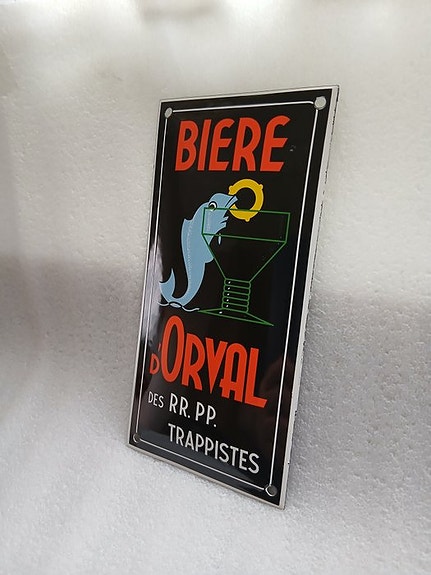 BIERE
D'ORVAL
DES RR. PP.
TRAPPISTES